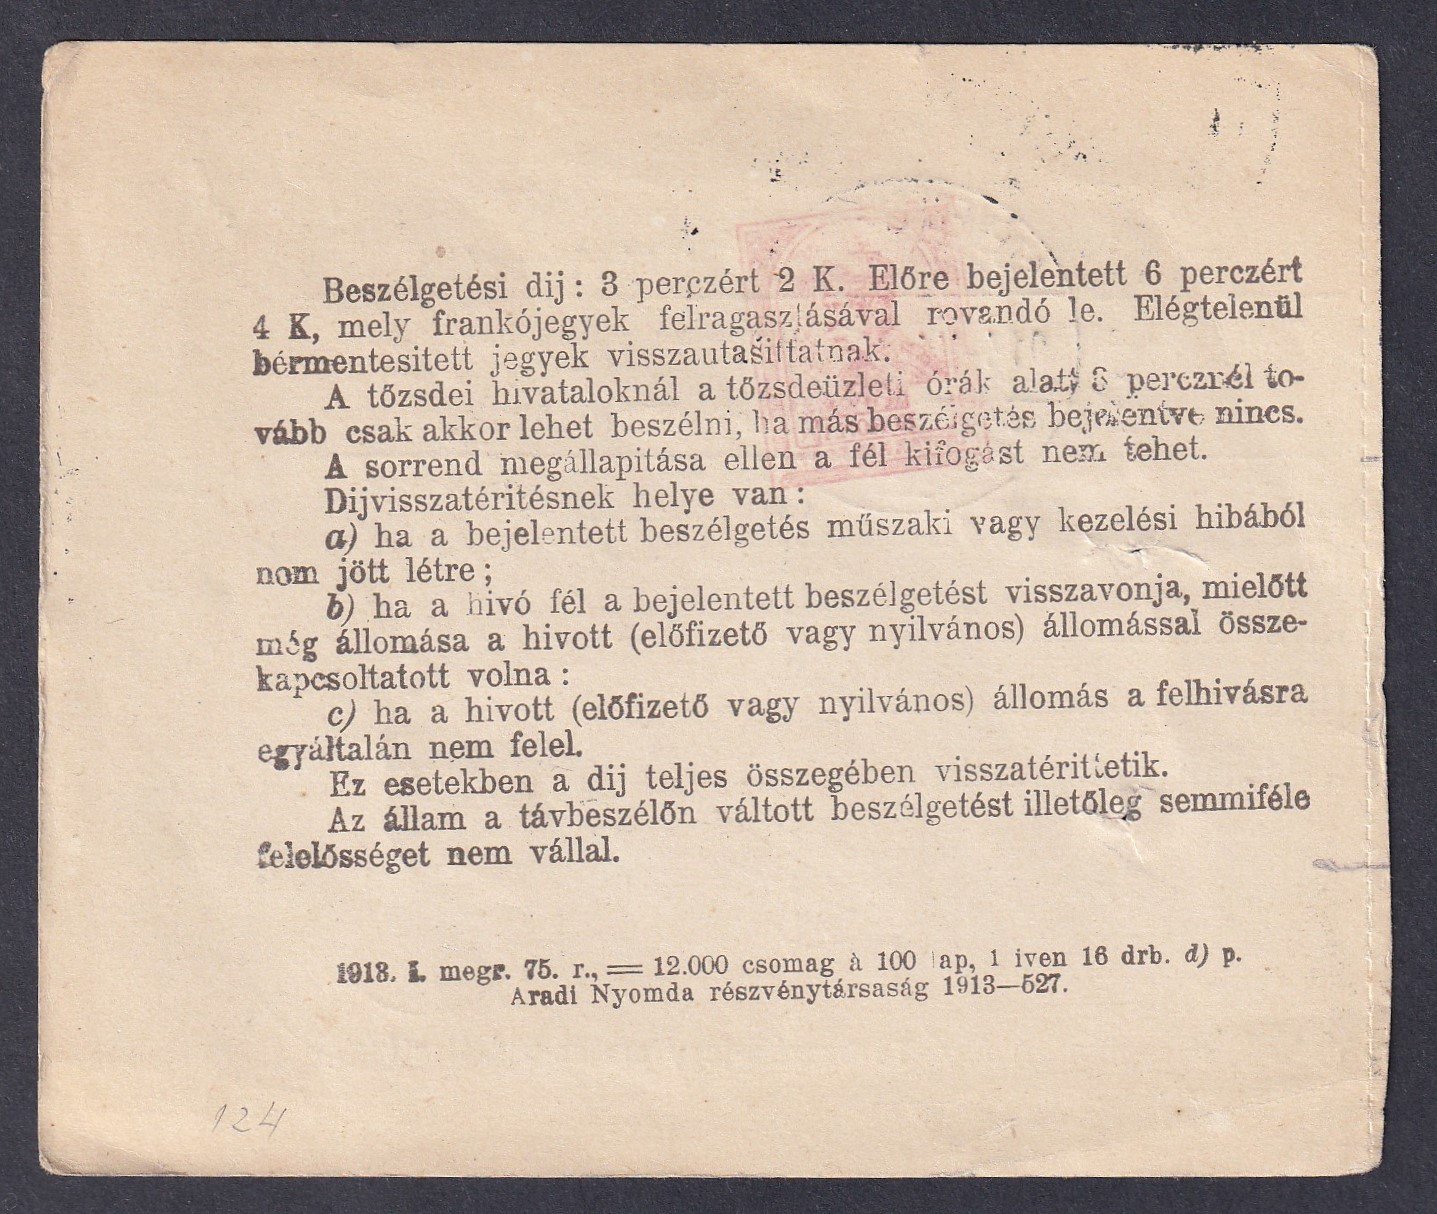 Beszélgetési dij: 3 perczért 2 K. Előre bejelentett 6 perczért
4 K, mely frankójegyek felragasztásával rovandó le. Elégtelenül
bérmentesitett jegyek visszautasittatnak.
A tőzsdei hivataloknál a tőzsdeüzleti órák alatt 3 percznél to-
vább csak akkor lehet beszélni, ha más beszélgetés bejelentve nincs.
A sorrend megállapitása ellen a fél kifogást nem tehet.
Dijvisszatéritésnek helye van:
a) ha a bejelentett beszélgetés műszaki vagy kezelési hibából
nom jött létre;
b) ha a hivó fél a bejelentett beszélgetést visszavonja, mielőtt
még állomása a hivott (előfizető vagy nyilvános) állomással össze-
kapcsoltatott volna:
c) ha a hivott (előfizető vagy nyilvános) állomás a felhivásra
egyáltalán nem felel.
Ez esetekben a dij teljes összegében visszatérittetik.
Az állam a távbeszélőn váltott beszélgetést illetőleg semmiféle
felelősséget nem vállal.
1913. I. megr. 75. r., = 12.000 csomag à 100 lap, 1 iven 16 drb. d) p.
Aradi Nyomda részvénytársaság 1913—527.
124